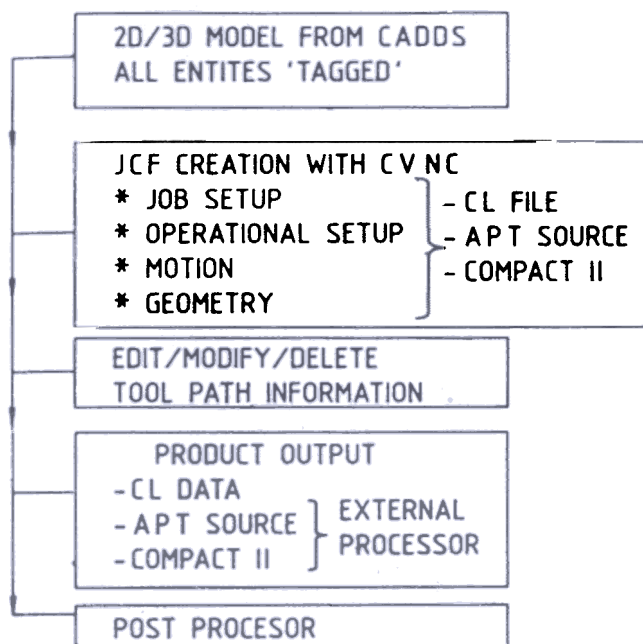 2D/3D MODEL FROM CADDS
ALL ENTITES 'TAGGED'
JCF CREATION WITH CVNC
* JOB SETUP
* OPERATIONAL SETUP
* MOTION
* GEOMETRY
- CL FILE
- APT SOURCE
- COMPACT II
EDIT/MODIFY/DELETE
TOOL PATH INFORMATION
PRODUCT OUTPUT
- CL DATA
- APT SOURCE
- COMPACT II
EXTERNAL
PROCESSOR
POST PROCESOR